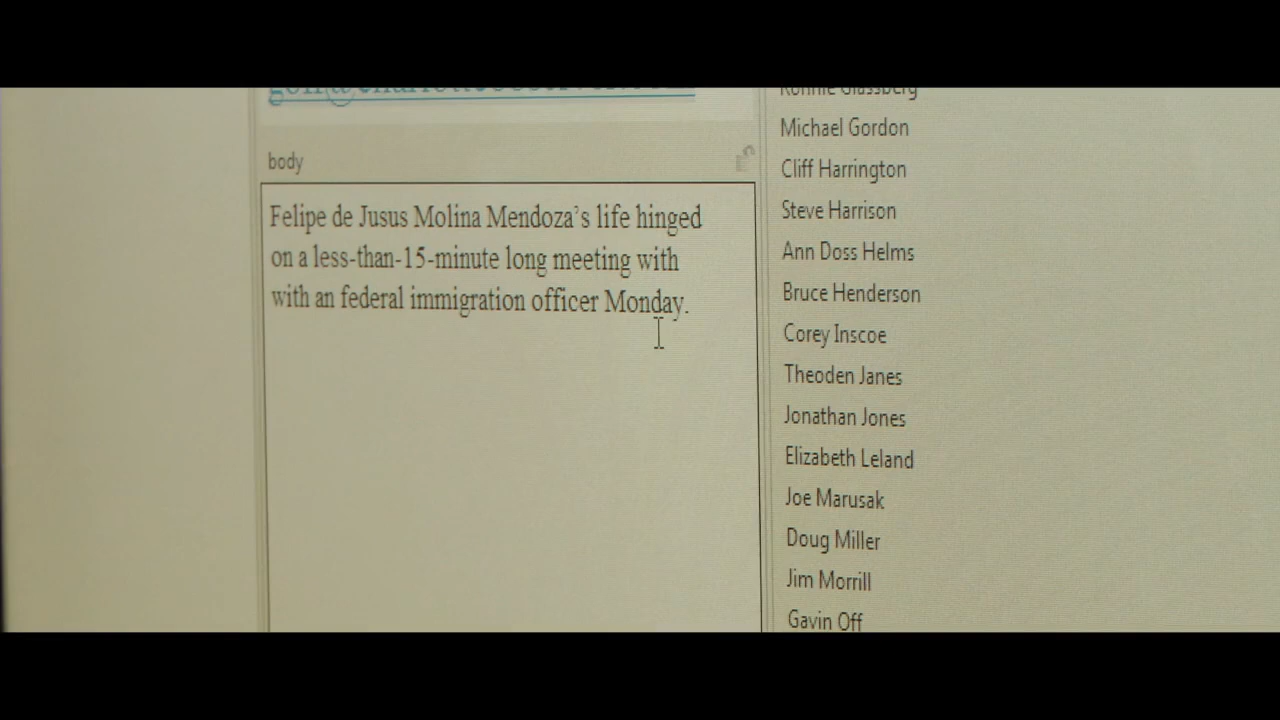 body
Felipe de Jusus Molina Mendoza’s life hinged
on a less-than-15-minute long meeting with
with an federal immigration officer Monday.
Ronnie Glassberg
Michael Gordon
Cliff Harrington
Steve Harrison
Ann Doss Helms
Bruce Henderson
Corey Inscoe
Theoden Janes
Jonathan Jones
Elizabeth Leland
Joe Marusak
Doug Miller
Jim Morrill
Gavin Off